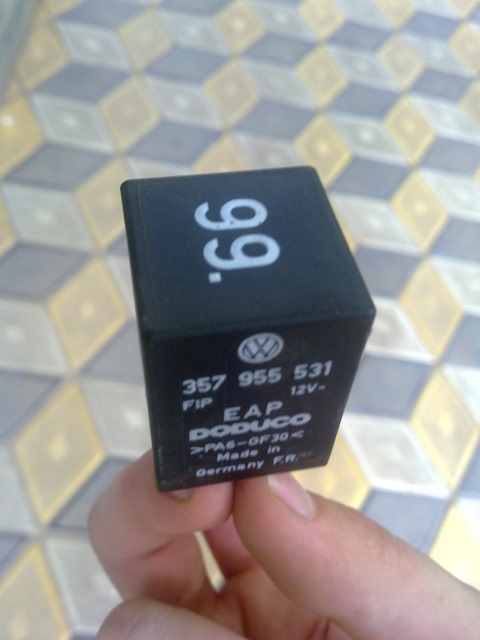 99.
357 955 531
FIP 12V-
EAP
DODUCO
>PA6-GF30<
Made in
Germany F.R.